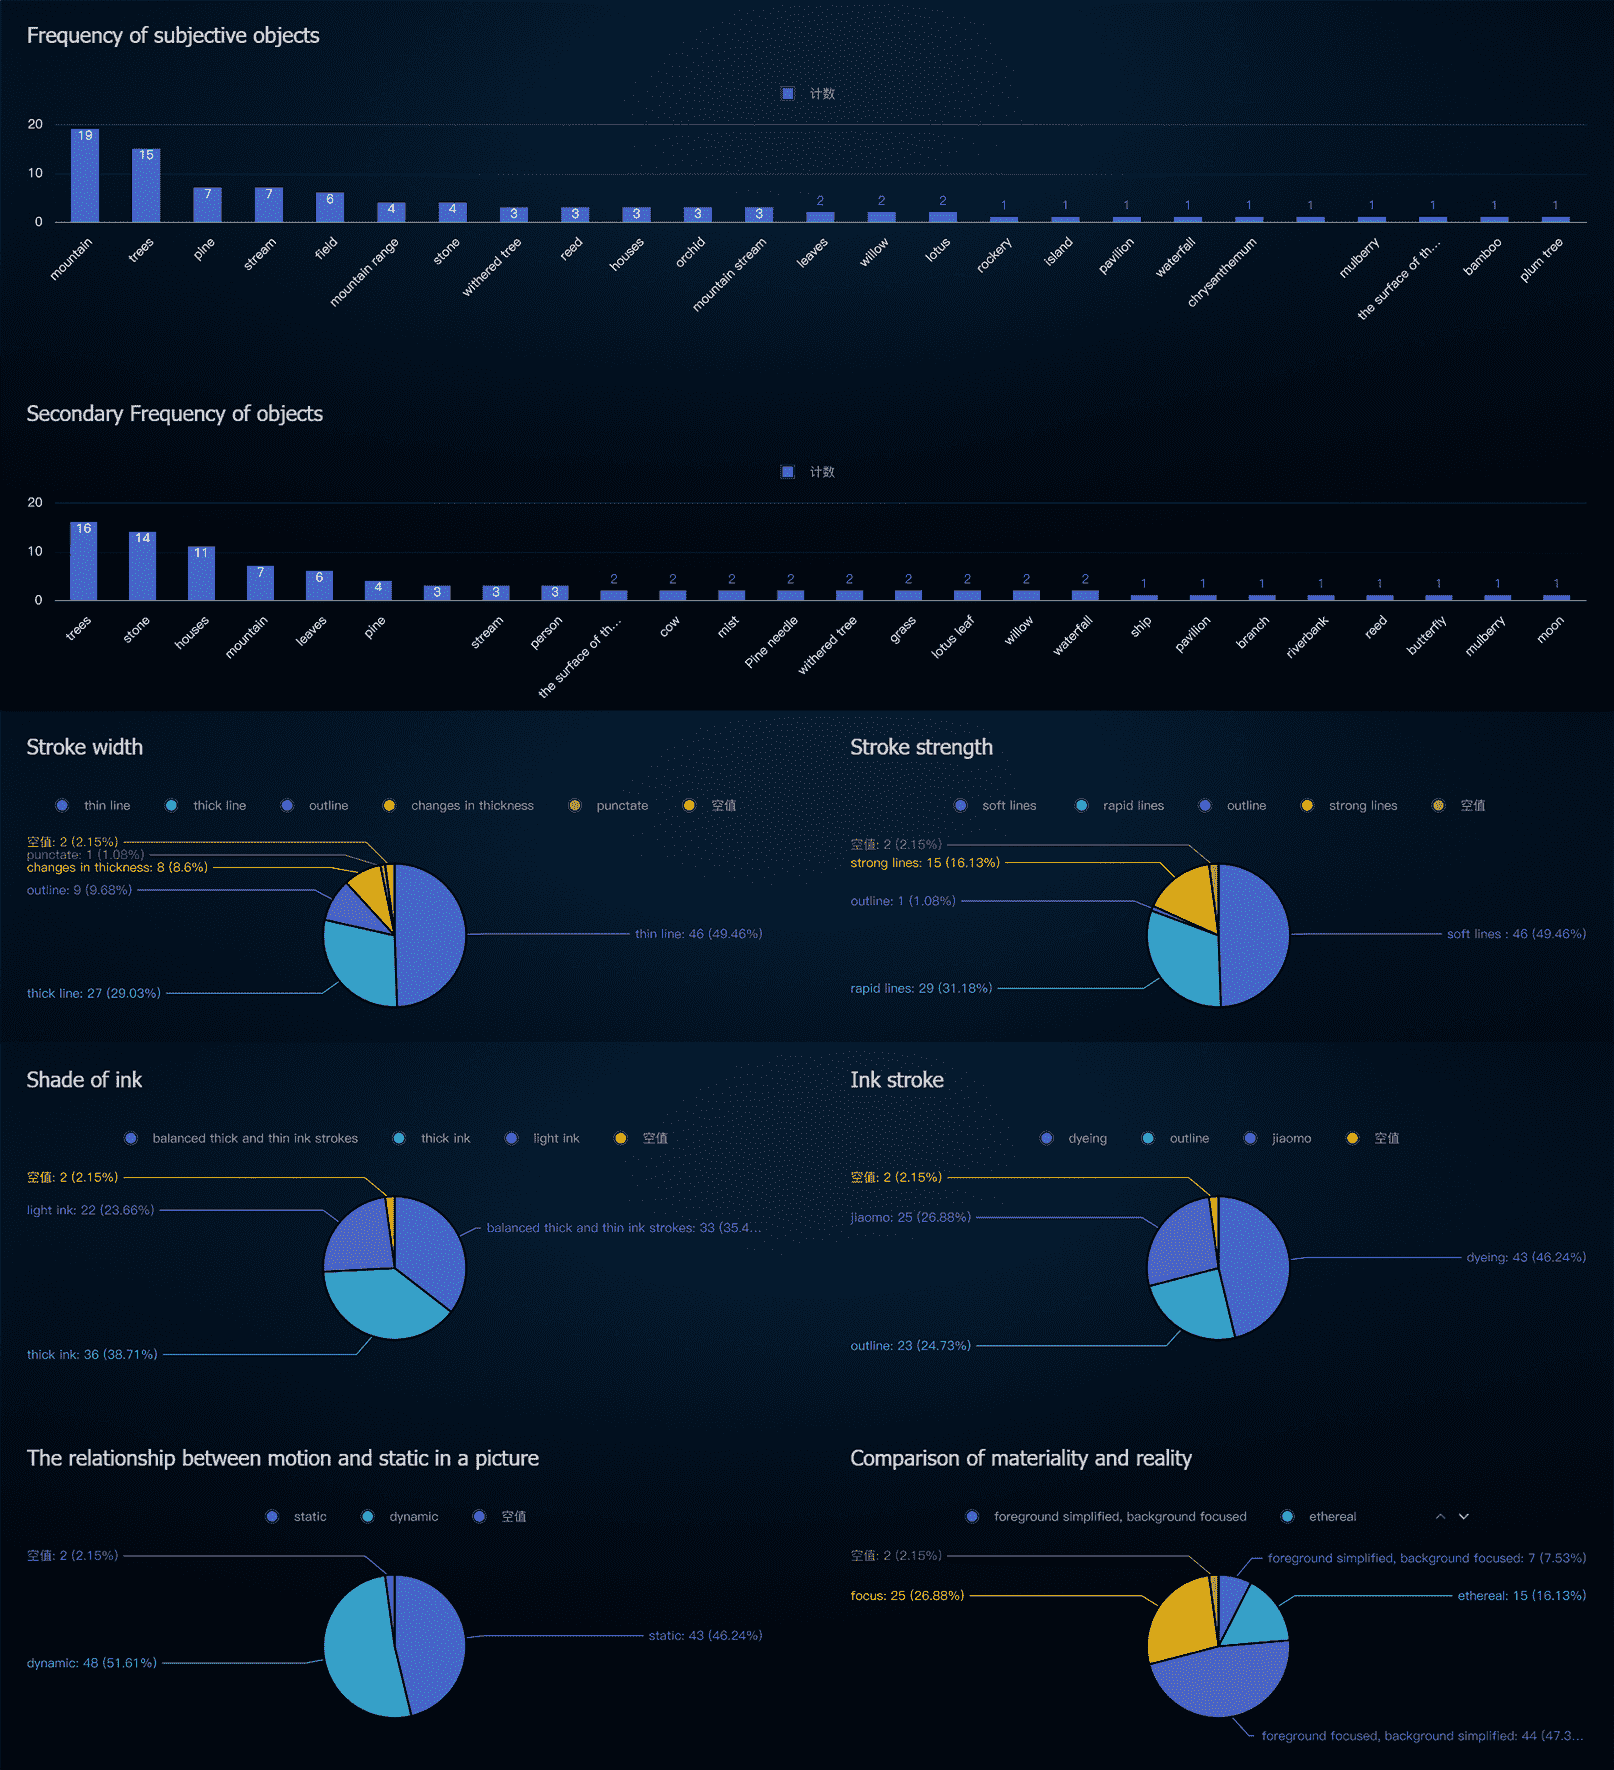 Frequency of subjective objects
计数
20
10
0
19
15
7
7
6
4
4
3
3
3
3
3
2
2
2
1
1
1
1
1
1
1
1
1
1
mountain
trees
pine
stream
field
mountain range
stone
withered tree
reed
houses
orchid
mountain stream
leaves
willow
lotus
rockery
Island
pavilion
waterfall
chrysanthemum
mulberry
the surface of th...
bamboo
plum tree
Secondary Frequency of objects
计数
20
10
0
16
14
11
7
6
4
3
3
3
2
2
2
2
2
2
2
2
2
1
1
1
1
1
1
1
1
trees
stone
houses
mountain
leaves
pine
stream
person
the surface of th...
cow
mist
Pine needle
withered tree
grass
lotus leaf
willow
waterfall
ship
pavilion
branch
riverbank
reed
butterfly
mulberry
moon
Stroke width
thin line
thick line
outline
changes in thickness
punctate
空值
空值: 2 (2.15%)
punctate: 1 (1.08%)
changes in thickness: 8 (8.6%)
outline: 9 (9.68%)
thin line: 46 (49.46%)
thick line: 27 (29.03%)
Stroke strength
soft lines
rapid lines
outline
strong lines
空值
空值: 2 (2.15%)
strong lines: 15 (16.13%)
outline: 1 (1.08%)
soft lines : 46 (49.46%)
rapid lines: 29 (31.18%)
Shade of ink
balanced thick and thin ink strokes
thick ink
light ink
空值
空值: 2 (2.15%)
light ink: 22 (23.66%)
balanced thick and thin ink strokes: 33 (35.4...
thick ink: 36 (38.71%)
Ink stroke
dyeing
outline
jiaomo
空值
空值: 2 (2.15%)
jiaomo: 25 (26.88%)
dyeing: 43 (46.24%)
outline: 23 (24.73%)
The relationship between motion and static in a picture
static
dynamic
空值
空值: 2 (2.15%)
static: 43 (46.24%)
dynamic: 48 (51.61%)
Comparison of materiality and reality
foreground simplified, background focused
ethereal
空值: 2 (2.15%)
foreground simplified, background focused: 7 (7.53%)
focus: 25 (26.88%)
ethereal: 15 (16.13%)
foreground focused, background simplified: 44 (47.3...